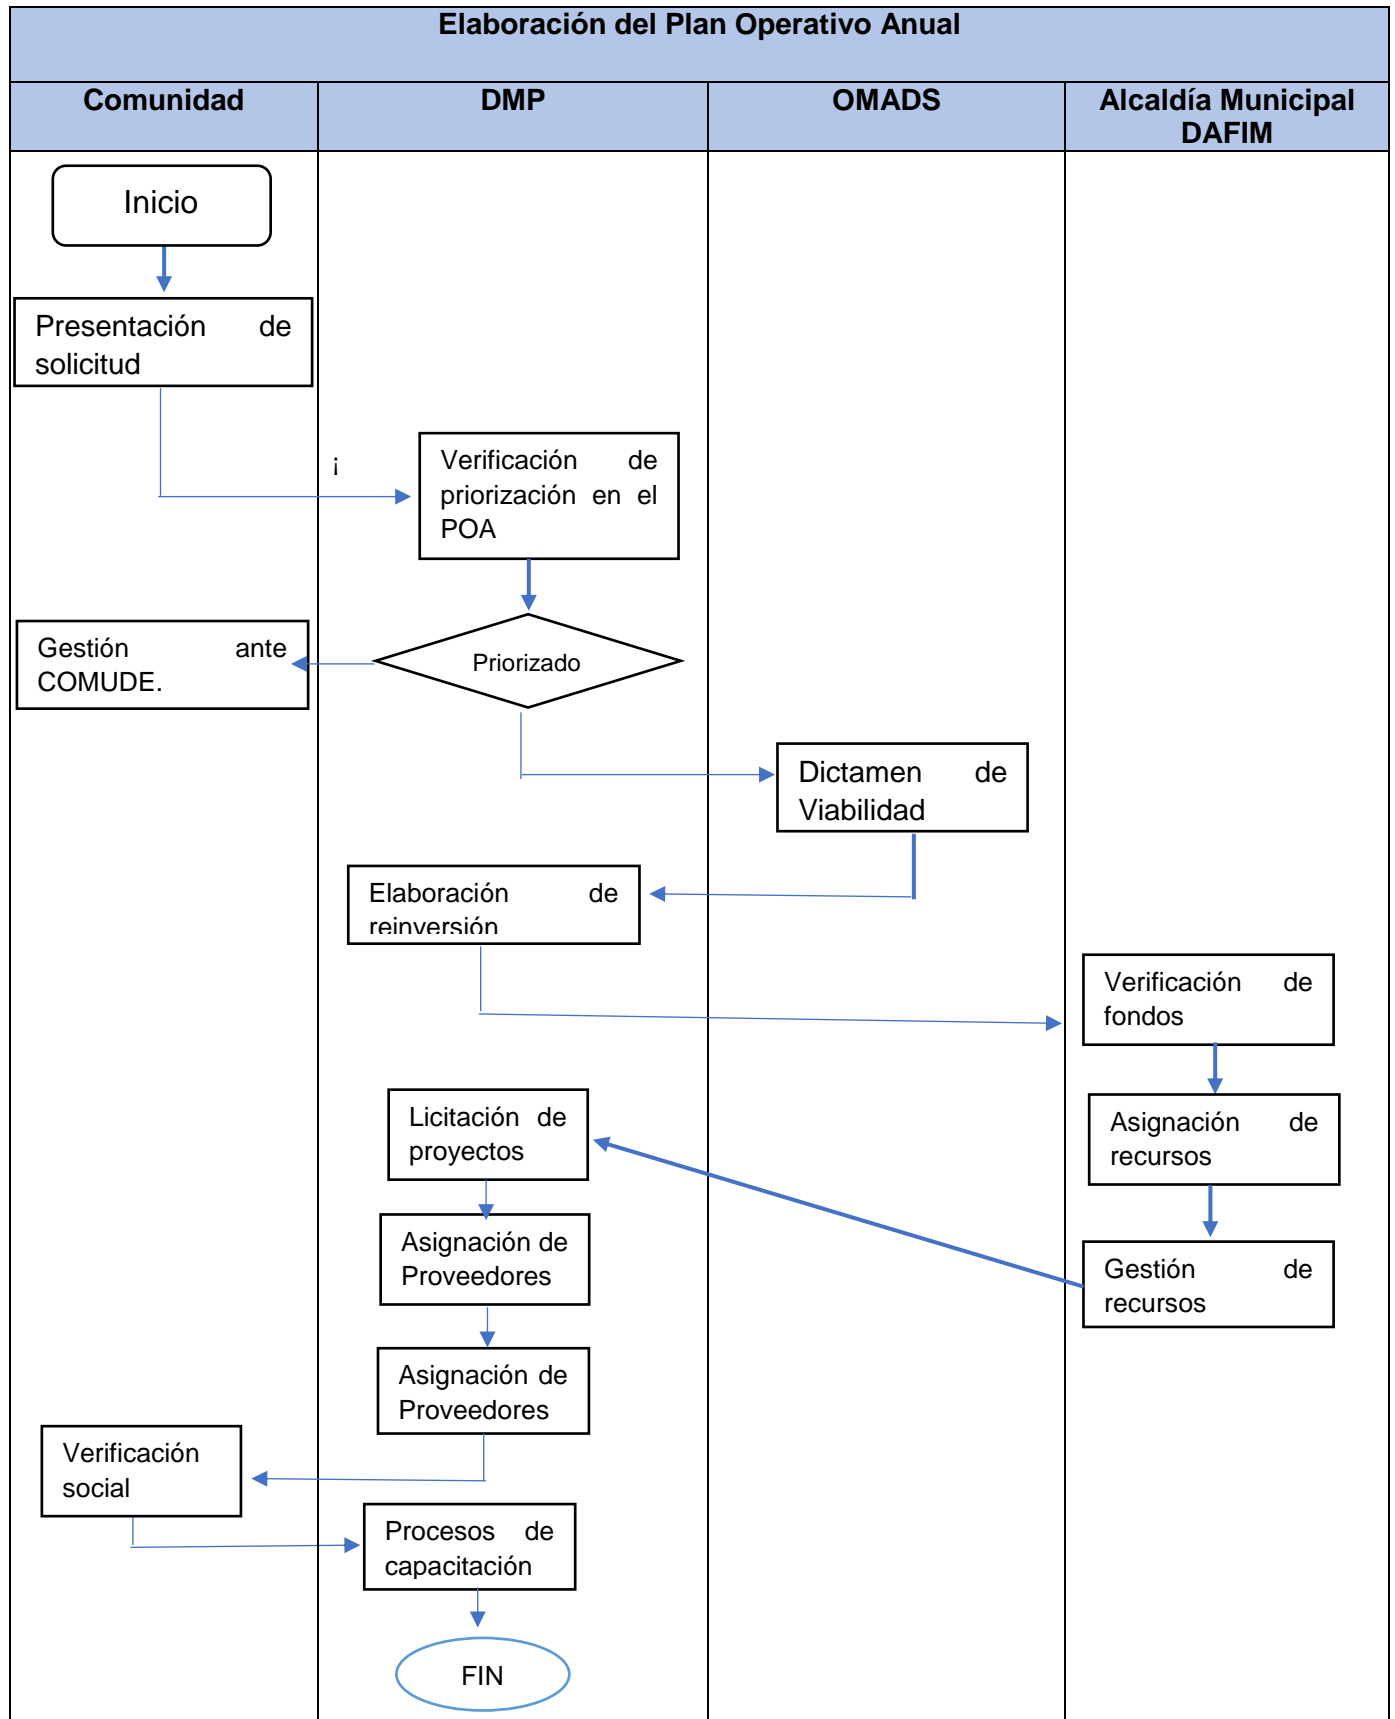 Elaboración del Plan Operativo Anual
Comunidad
DMP
OMADS
Alcaldía Municipal
DAFIM
Inicio
Presentación de
solicitud
¡
Verificación de
priorización en el
POA
Gestión ante
COMUDE.
Priorizado
Dictamen de
Viabilidad
Elaboración de
reinversión
Verificación de
fondos
Licitación de
proyectos
Asignación de
recursos
Asignación de
Proveedores
Gestión de
recursos
Asignación de
Proveedores
Verificación
social
Procesos de
capacitación
FIN